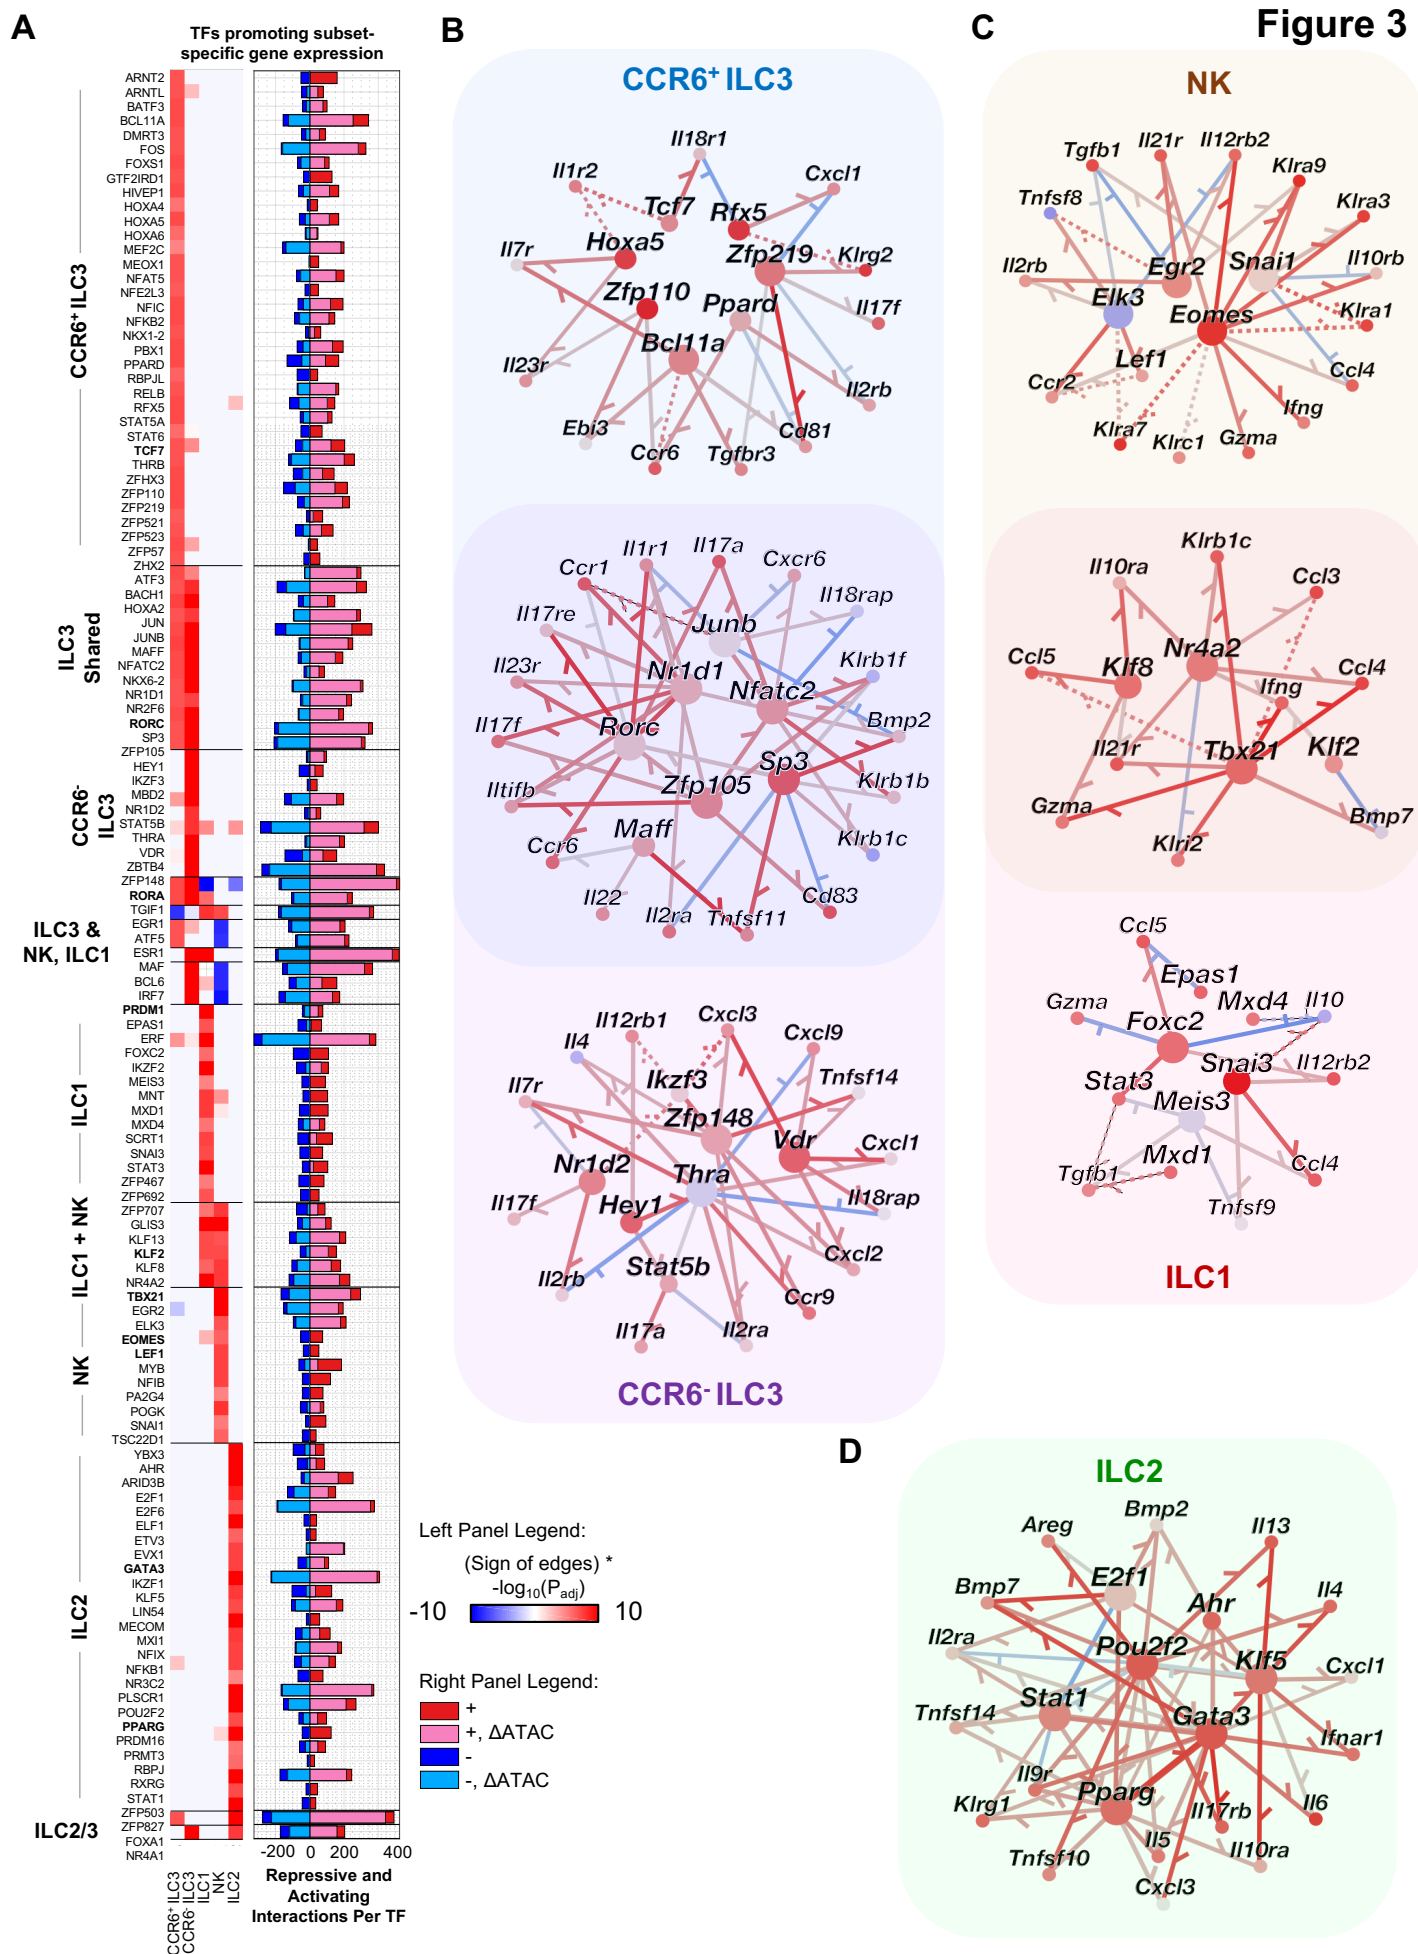 Figure 3
A
TFs promoting subset-
specific gene expression
CCR6+ ILC3
ILC3
Shared
CCR6-
ILC3
ILC3 &
NK, ILC1
ILC1
ILC1 + NK
NK
ILC2
ILC2/3
ARNT2
ARNTL
BATF3
BCL11A
DMRT3
FOS
FOXS1
GTF2IRD1
HIVEP1
HOXA4
HOXA5
HOXA6
MEF2C
MEOX1
NFAT5
NFE2L3
NFIC
NFKB2
NKX1-2
PBX1
PPARD
RBPJL
RELB
RFX5
STAT5A
STAT6
TCF7
THRB
ZFHX3
ZFP110
ZFP219
ZFP521
ZFP523
ZFP57
ZHX2
ATF3
BACH1
HOXA2
JUN
JUNB
MAFF
NFATC2
NKX6-2
NR1D1
NR2F6
RORC
SP3
ZFP105
HEY1
IKZF3
MBD2
NR1D2
STAT5B
THRA
VDR
ZBTB4
ZFP148
RORA
TGIF1
EGR1
ATF5
ESR1
MAF
BCL6
IRF7
PRDM1
EPAS1
ERF
FOXC2
IKZF2
MEIS3
MNT
MXD1
MXD4
SCRT1
SNAI3
STAT3
ZFP467
ZFP692
ZFP707
GLIS3
KLF13
KLF2
KLF8
NR4A2
TBX21
EGR2
ELK3
EOMES
LEF1
MYB
NFIB
PA2G4
POGK
SNAI1
TSC22D1
YBX3
AHR
ARID3B
E2F1
E2F6
ELF1
ETV3
EVX1
GATA3
IKZF1
KLF5
LIN54
MECOM
MXI1
NFIX
NFKB1
NR3C2
PLSCR1
POU2F2
PPARG
PRDM16
PRMT3
RBPJ
RXRG
STAT1
ZFP503
ZFP827
FOXA1
NR4A1
CCR6+ ILC3
CCR6- ILC3
ILC1
NK
ILC2
-200 0 200 400
Repressive and
Activating
Interactions Per TF
Left Panel Legend:
(Sign of edges) *
-log10(Padj)
-10 10
Right Panel Legend:
+
+, ΔATAC
-
-, ΔATAC
B
CCR6+ ILC3
Il18r1
Il1r2
Cxcl1
Tcf7
Rfx5
Il7r
Hoxa5
Zfp219
Klrg2
Zfp110
Ppard
Il17f
Bcl11a
Il23r
Il2rb
Ebi3
Ccr6
Tgfbr3
Cd81
Il1r1
Il17a
Cxcr6
Ccr1
Il18rap
Il17re
Junb
Il23r
Nr1d1
Nfatc2
Klrb1f
Il17f
Rorc
Bmp2
Sp3
Iltifb
Zfp105
Klrb1b
Maff
Ccr6
Klrb1c
Il22
Il2ra
Tnfsf11
Cd83
Il12rb1
Cxcl3
Cxcl9
Il4
Il7r
Ikzf3
Tnfsf14
Zfp148
Vdr
Cxcl1
Nr1d2
Thra
Il17f
Hey1
Il18rap
Stat5b
Cxcl2
Il2rb
Ccr9
Il17a
Il2ra
CCR6- ILC3
C
NK
Tgfb1
Il21r
Il12rb2
Klra9
Tnfsf8
Klra3
Il2rb
Egr2
Snai1
Il10rb
Elk3
Eomes
Klra1
Lef1
Ccr2
Ccl4
Klra7
Klrc1
Gzma
Ifng
Klrb1c
Il10ra
Ccl3
Ccl5
Klf8
Nr4a2
Ccl4
Ifng
Il21r
Tbx21
Klf2
Gzma
Bmp7
Klri2
Ccl5
Epas1
Gzma
Mxd4
Il10
Foxc2
Snai3
Il12rb2
Stat3
Meis3
Mxd1
Tgfb1
Ccl4
Tnfsf9
ILC1
D
ILC2
Areg
Bmp2
Il13
Bmp7
E2f1
Ahr
Il4
Il2ra
Pou2f2
Klf5
Cxcl1
Stat1
Tnfsf14
Gata3
Ifnar1
Il9r
Pparg
Klrg1
Il17rb
Il6
Il5
Il10ra
Tnfsf10
Cxcl3